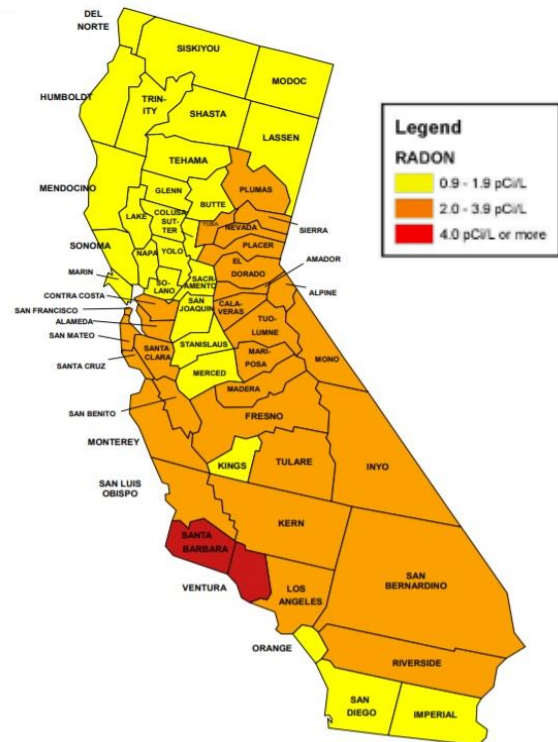 DEL
NORTE
SISKIYOU
MODOC
HUMBOLDT
TRIN-
ITY
SHASTA
LASSEN
TEHAMA
PLUMAS
MENDOCINO
GLENN
BUTTE
COLUSA
LAKE
SUT-
TER
YUBA
NEVADA
SIERRA
PLACER
SONOMA
NAPA
YOLO
EL
DORADO
AMADOR
MARIN
SO-
LANO
SACR-
AMENTO
ALPINE
CONTRA COSTA
SAN
JOAQUIN
CALA-
VERAS
SAN FRANCISCO
ALAMEDA
TUO-
LUMNE
SAN MATEO
SANTA
CLARA
STANISLAUS
MARI-
POSA
MONO
SANTA CRUZ
MERCED
MADERA
SAN BENITO
FRESNO
MONTEREY
KINGS
TULARE
INYO
SAN LUIS
OBISPO
KERN
SANTA
BARBARA
SAN
BERNARDINO
VENTURA
LOS
ANGELES
ORANGE
RIVERSIDE
SAN
DIEGO
IMPERIAL
Legend
RADON
0.9 - 1.9 pCi/L
2.0 - 3.9 pCi/L
4.0 pCi/L or more